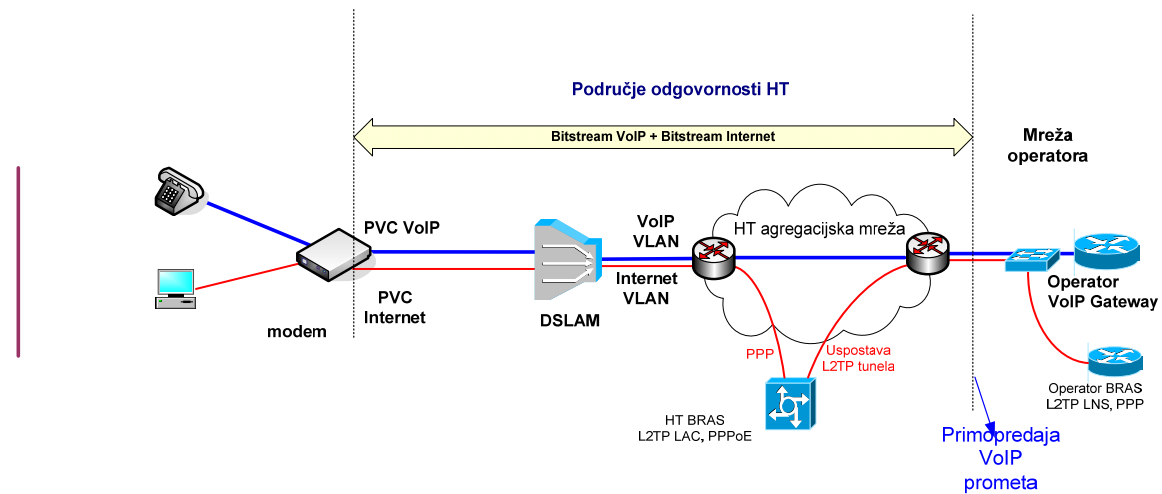 Područje odgovornosti HT
Bitstream VoIP + Bitstream Internet
Mreža
operatora
PVC VoIP
VoIP
VLAN
HT agregacijska mreža
Internet
VLAN
PVC
Internet
modem
DSLAM
Operator
VoIP Gateway
PPP
Uspostava
L2TP tunela
Operator BRAS
L2TP LNS, PPP
HT BRAS
L2TP LAC, PPPoE
Primopredaja
VoIP
prometa